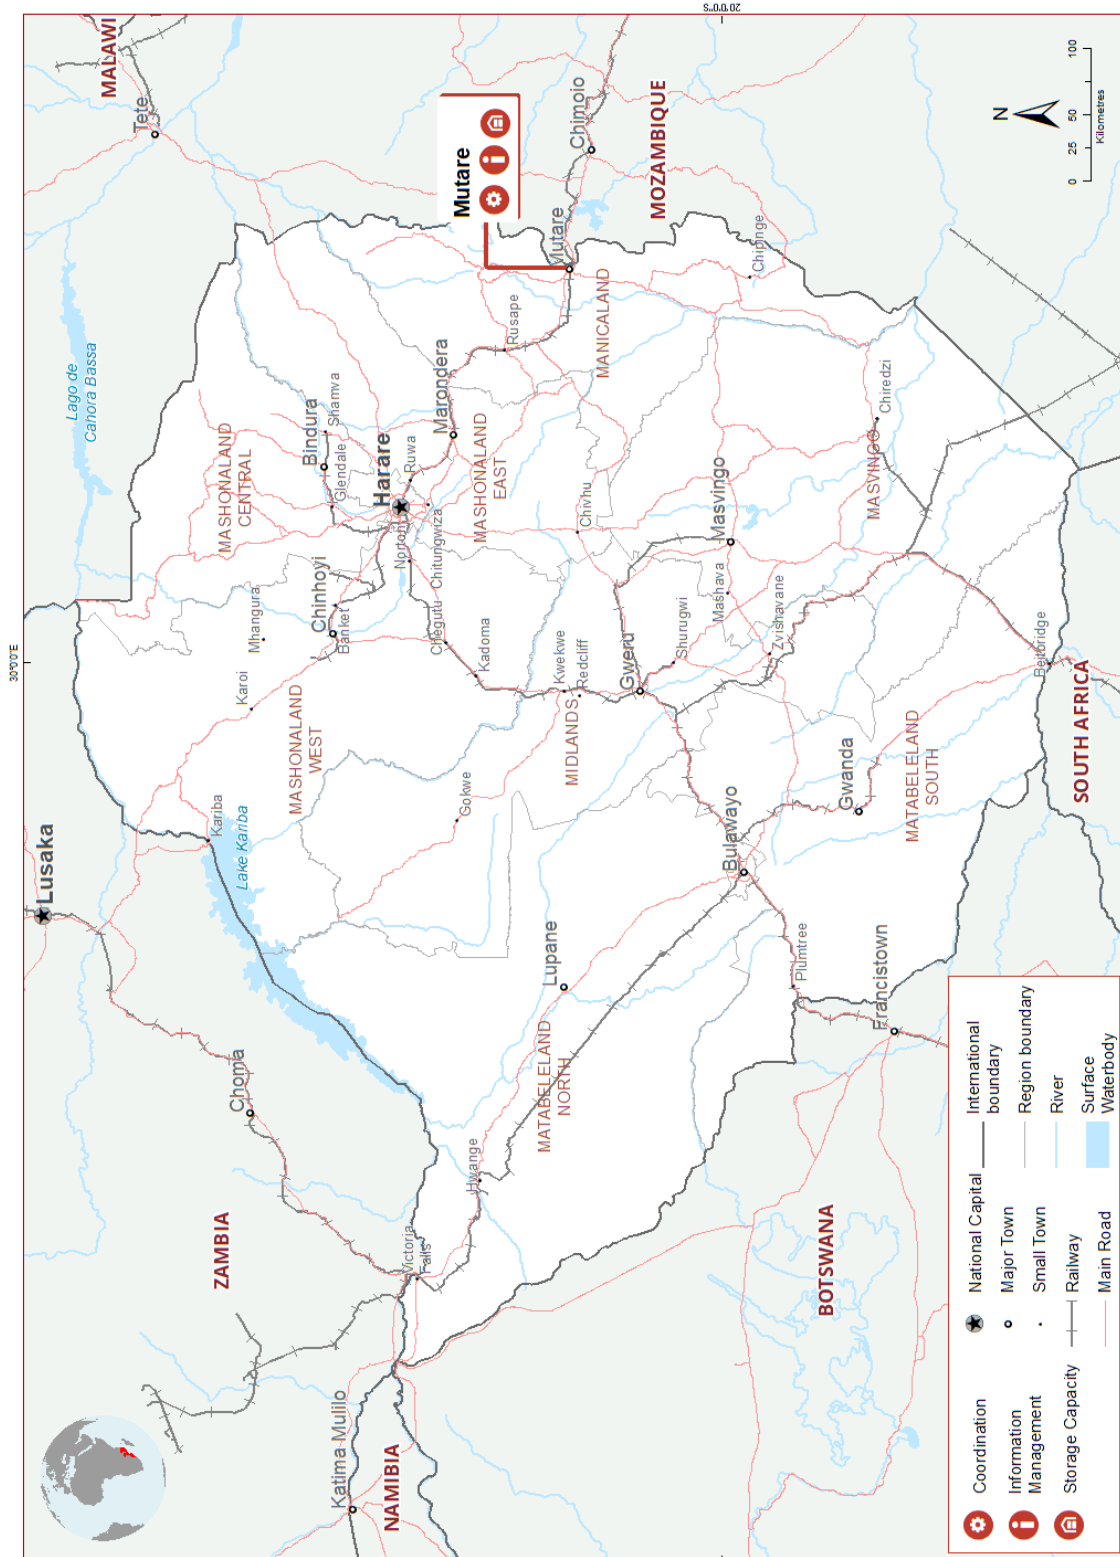 MALAWI
Tete
Lago de
Cahora Bassa
Lusaka
30°0'0"E
20°0'0"S
ZAMBIA
Choma
Katima Mulilo
NAMIBIA
Victoria
Falls
Hwange
MATABELELAND
NORTH
Lupane
Lake Kariba
Kariba
Karoi
Mhangura
MASHONALAND
WEST
MASHONALAND
CENTRAL
Chinhoyi
Banket
Bindura
Shamva
Glendale
Harare
Ruwa
Norton
Chitungwiza
Chegutu
Kadoma
Marondera
MASHONALAND
EAST
Rusape
Mutare
Mutare
Chimoio
MOZAMBIQUE
MANICALAND
Chipinge
Chivhu
Gokwe
Kwekwe
Redcliff
MIDLANDS
Gweru
Shurugwi
Masvingo
Mashava
Zvishavane
MASVINGO
Chiredzi
Bulawayo
Gwanda
MATABELELAND
SOUTH
Plumtree
Francistown
BOTSWANA
Beitbridge
SOUTH AFRICA
N
0 25 50 100
Kilometres
Coordination
Information
Management
Storage Capacity
National Capital
Major Town
Small Town
Railway
Main Road
International
boundary
Region boundary
River
Surface
Waterbody